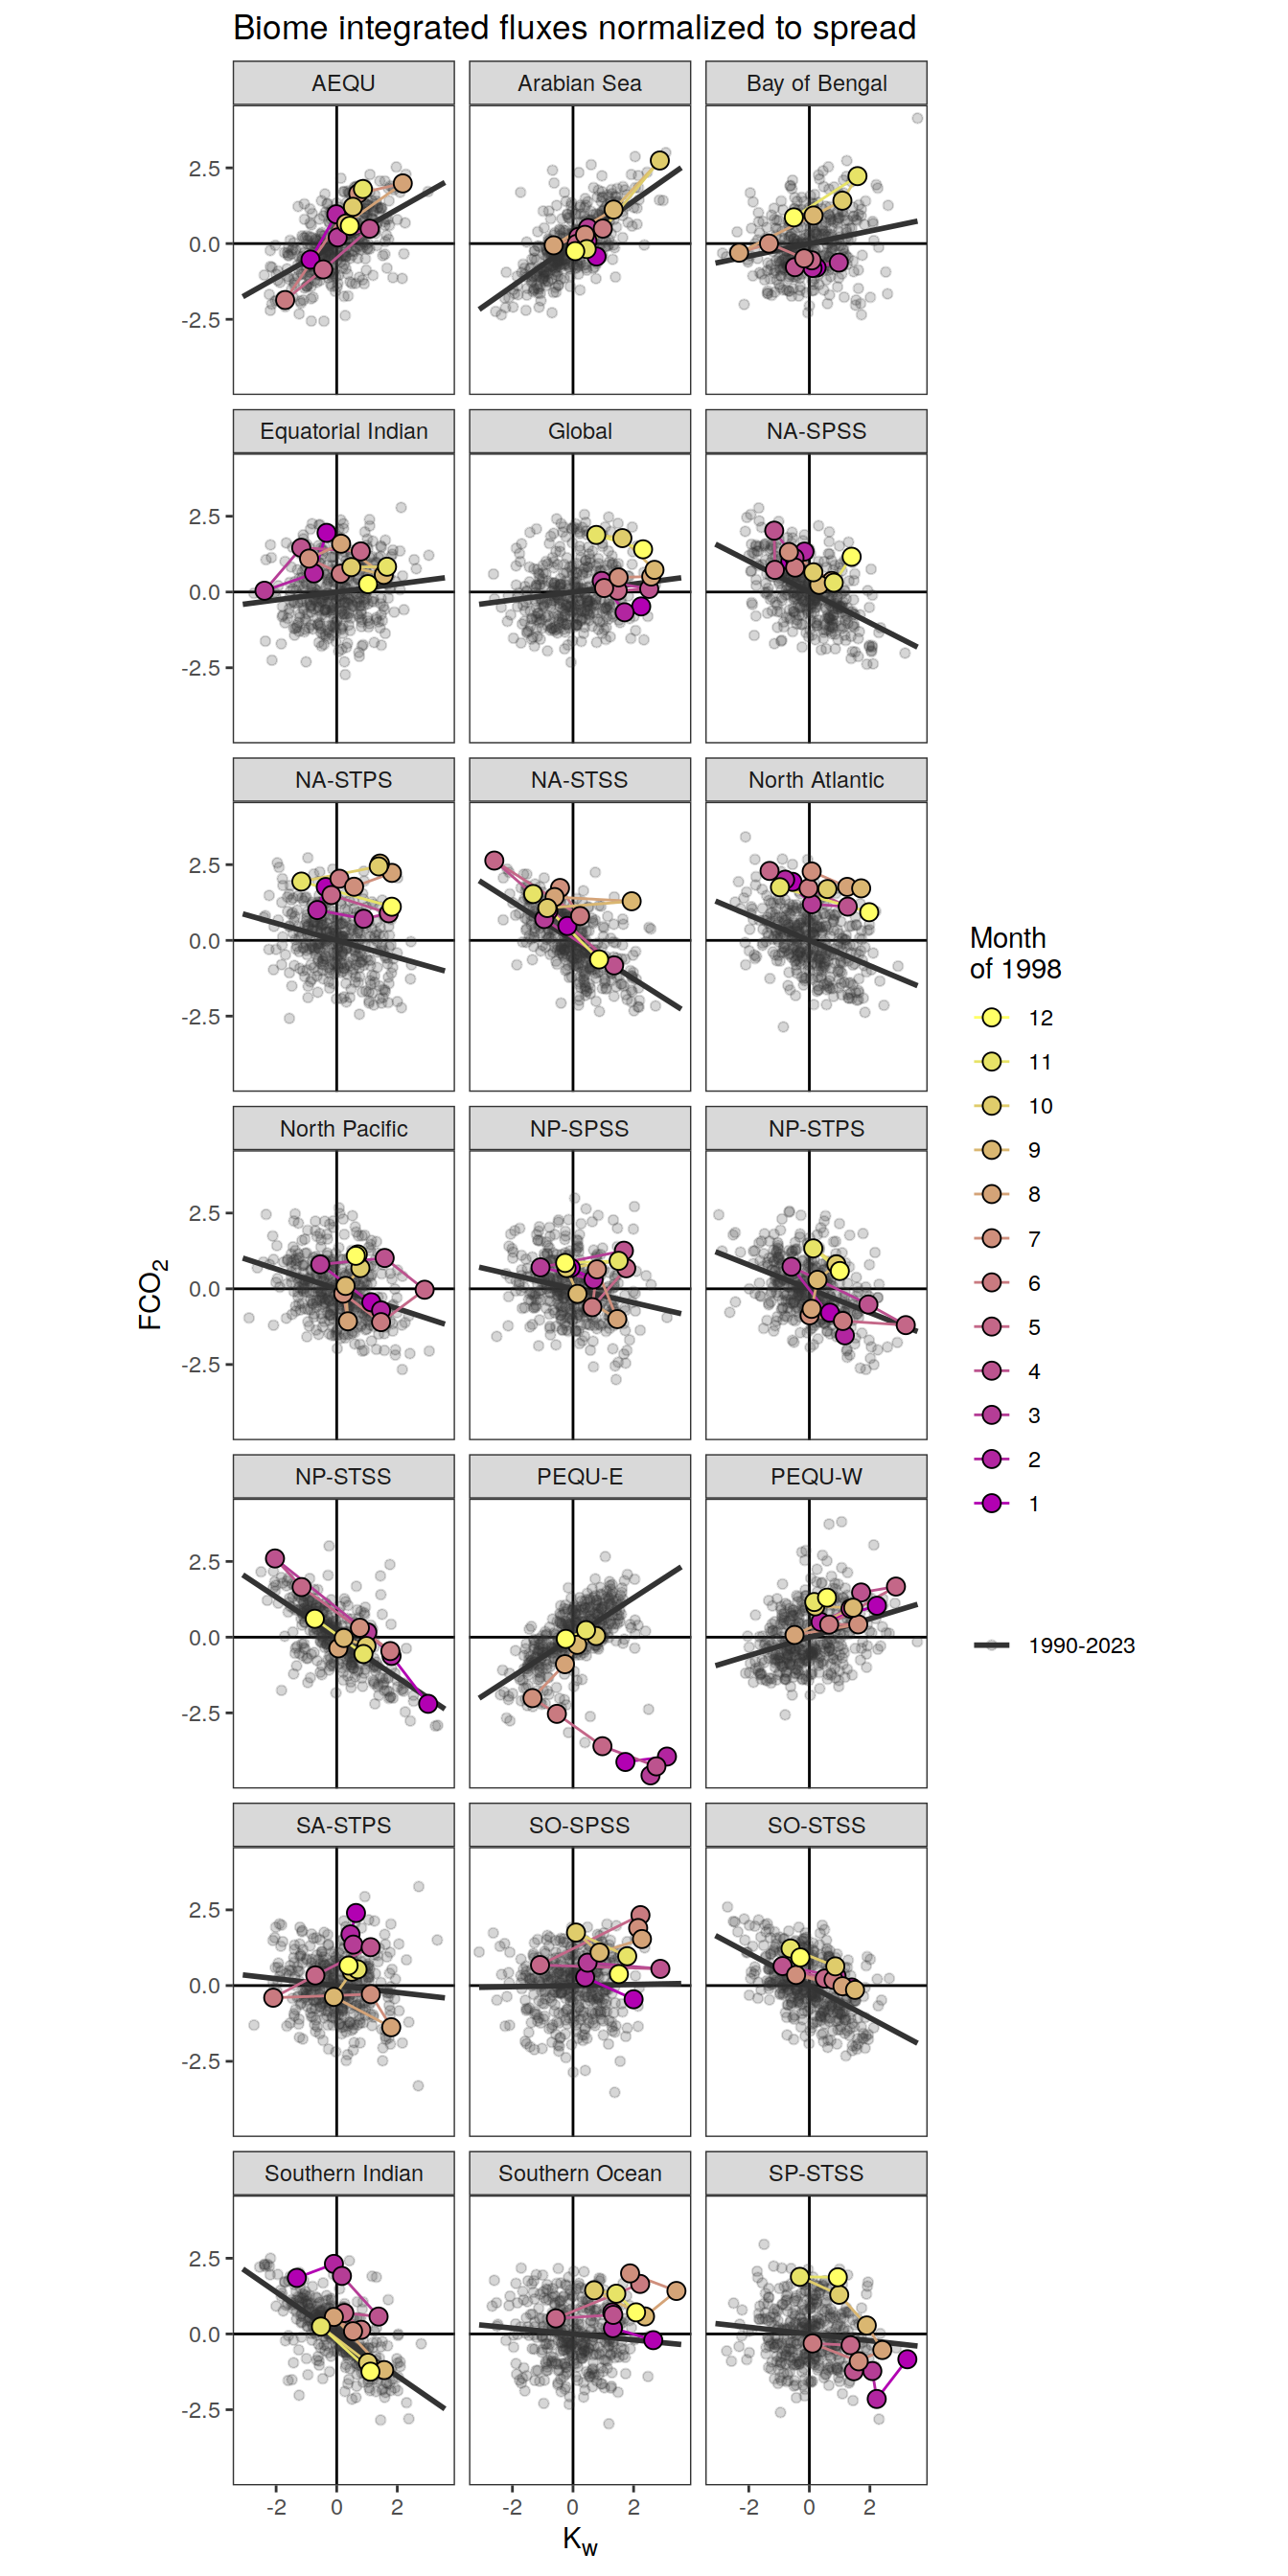 Biome integrated fluxes normalized to spread
AEQU
Arabian Sea
Bay of Bengal
2.5
0.0
-2.5
Equatorial Indian
Global
NA-SPSS
2.5
0.0
-2.5
NA-STPS
NA-STSS
North Atlantic
2.5
0.0
-2.5
North Pacific
NP-SPSS
NP-STPS
2.5
0.0
-2.5
NP-STSS
PEQU-E
PEQU-W
2.5
0.0
-2.5
SA-STPS
SO-SPSS
SO-STSS
2.5
0.0
-2.5
Southern Indian
Southern Ocean
SP-STSS
2.5
0.0
-2.5
-2 0 2
-2 0 2
-2 0 2
Kw
FCO2
Month
of 1998
12
11
10
9
8
7
6
5
4
3
2
1
1990-2023